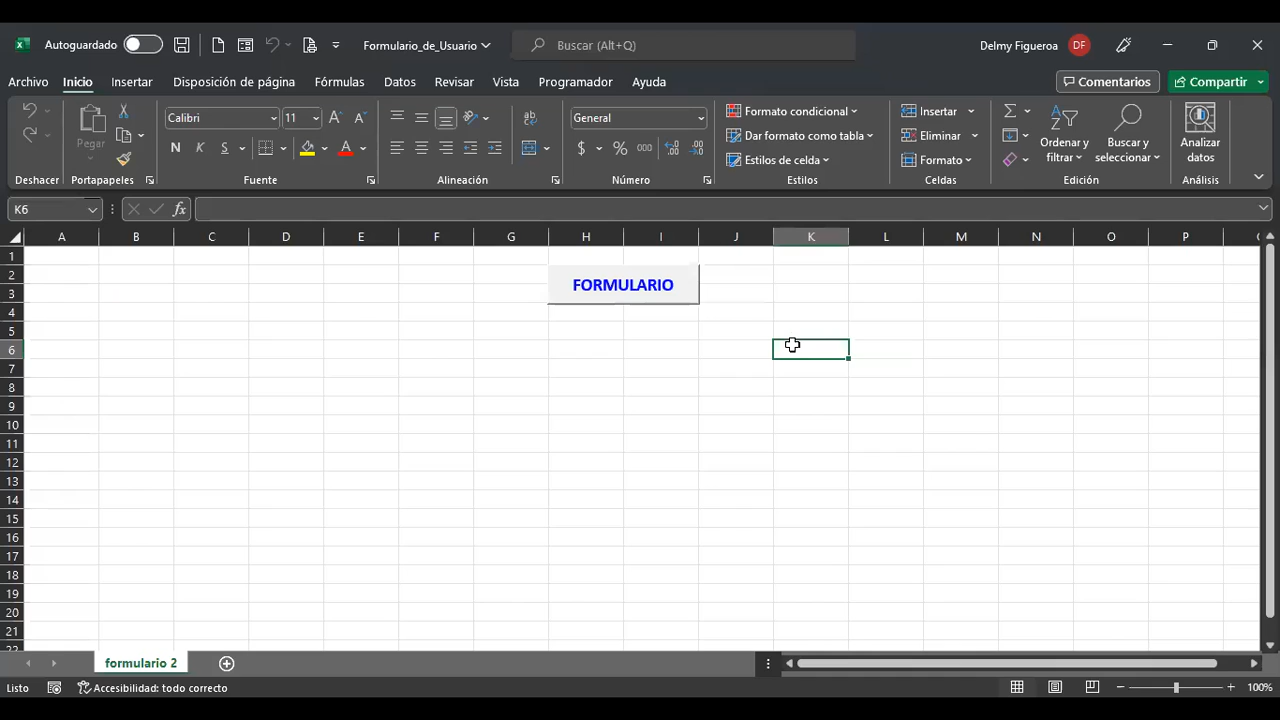 Autoguardado Formulario_de_Usuario Buscar (Alt+Q) Delmy Figueroa DF
Archivo Inicio Insertar Disposición de página Fórmulas Datos Revisar Vista Programador Ayuda Comentarios Compartir
Calibri 11 General Formato condicional Insertar
Pegar N K S $ % 000 Dar formato como tabla Eliminar Ordenar y filtrar Buscar y seleccionar Analizar datos
Estilos de celda Formato
Deshacer Portapapeles Fuente Alineación Número Estilos Celdas Edición Análisis
K6 fx
A B C D E F G H I J K L M N O P
1
2
FORMULARIO
3
4
5
6
7
8
9
10
11
12
13
14
15
16
17
18
19
20
21
22
formulario 2
Listo Accesibilidad: todo correcto 100%